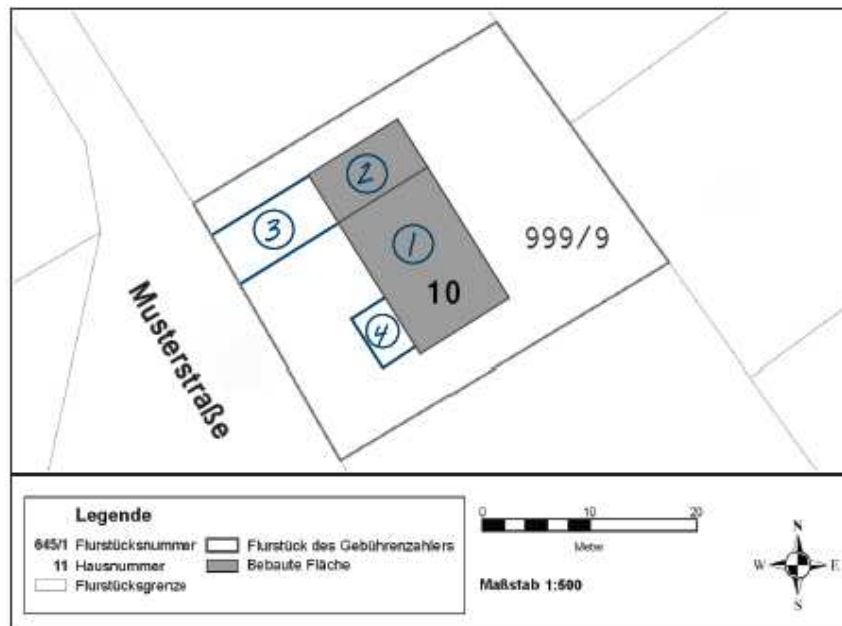 2
3
1
999/9
10
4
Musterstraße
Legende
645/1 Flurstücksnummer
Flurstück des Gebührenzahlers
11 Hausnummer
Bebaute Fläche
Flurstücksgrenze
0 10 20
Meter
Maßstab 1:500
N
W E
S